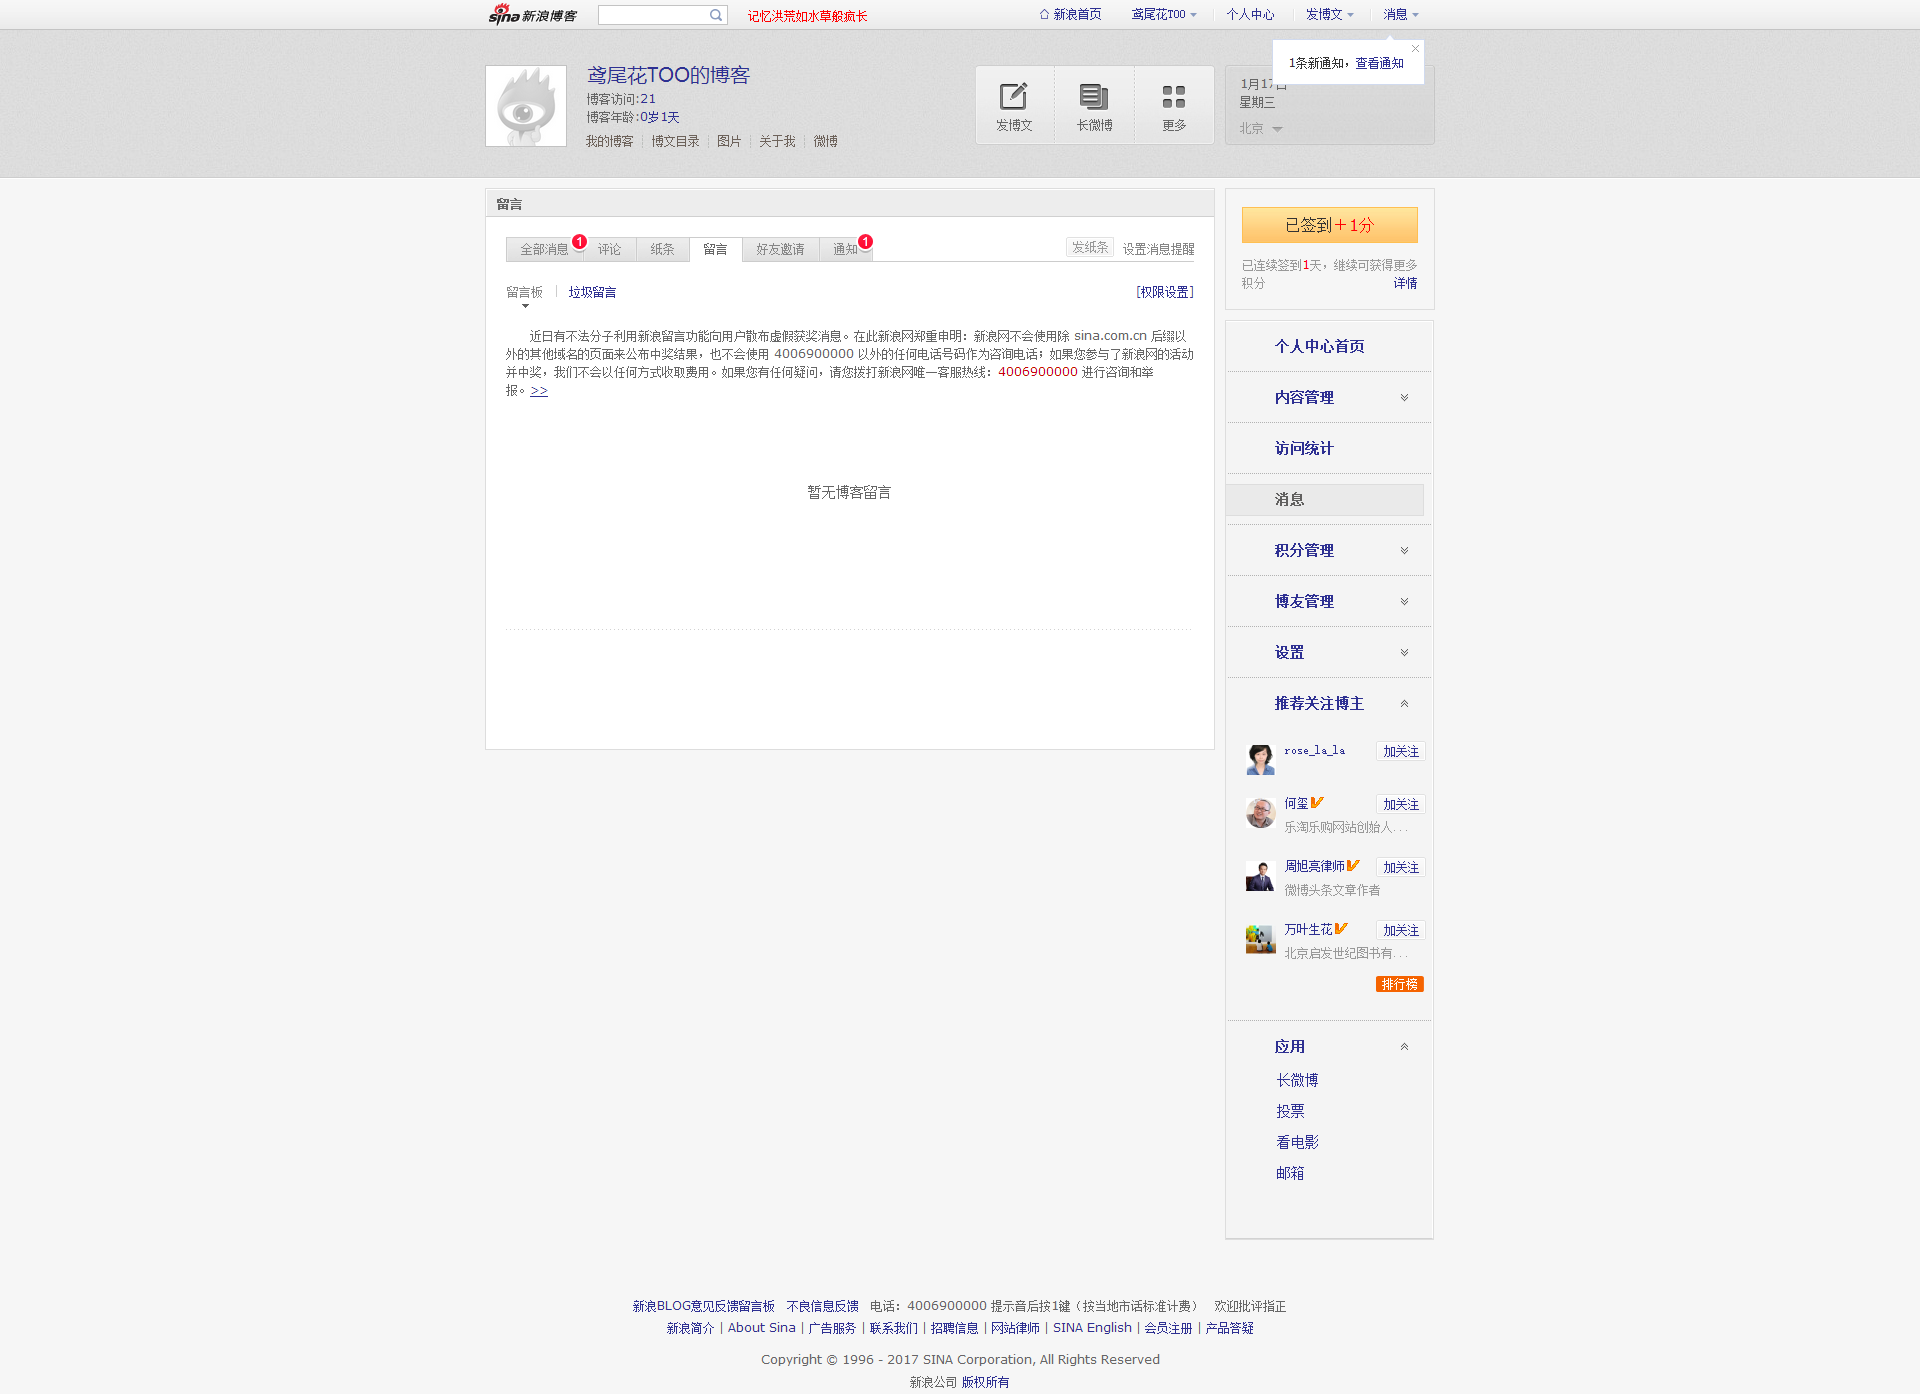 sina 新浪博客
记忆洪荒如水草般疯长
新浪首页
鸢尾花TOO
个人中心
发博文
消息
1条新通知，查看通知
鸢尾花TOO的博客
博客访问:21
博客年龄:0岁1天
我的博客 博文目录 图片 关于我 微博
发博文
长微博
更多
1月17日
星期三
北京
留言
全部消息 1 评论 纸条 留言 好友邀请 通知 1
发纸条 设置消息提醒
留言板 垃圾留言
[权限设置]
近日有不法分子利用新浪留言功能向用户散布虚假获奖消息。在此新浪网郑重申明：新浪网不会使用除 sina.com.cn 后缀以
外的其他域名的页面来公布中奖结果，也不会使用 4006900000 以外的任何电话号码作为咨询电话；如果您参与了新浪网的活动
并中奖，我们不会以任何方式收取费用。如果您有任何疑问，请您拨打新浪网唯一客服热线：4006900000 进行咨询和举
报。>>
暂无博客留言
已签到+1分
已连续签到1天，继续可获得更多
积分 详情
个人中心首页
内容管理
访问统计
消息
积分管理
博友管理
设置
推荐关注博主
rose_la_la 加关注
何玺 加关注
乐淘乐购网站创始人...
周旭亮律师 加关注
微博头条文章作者
万叶生花 加关注
北京启发世纪图书有...
排行榜
应用
长微博
投票
看电影
邮箱
新浪BLOG意见反馈留言板 不良信息反馈 电话：4006900000 提示音后按1键（按当地市话标准计费） 欢迎批评指正
新浪简介 | About Sina | 广告服务 | 联系我们 | 招聘信息 | 网站律师 | SINA English | 会员注册 | 产品答疑
Copyright © 1996 - 2017 SINA Corporation, All Rights Reserved
新浪公司 版权所有